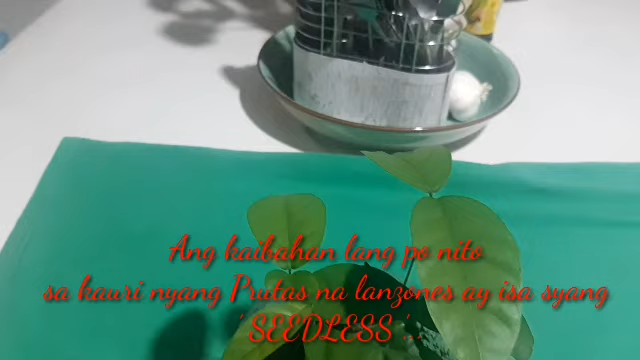 Ang kaibahan lang po nito
sa kauri nyang Prutas na lanzones ay isa syang
' SEEDLESS '..